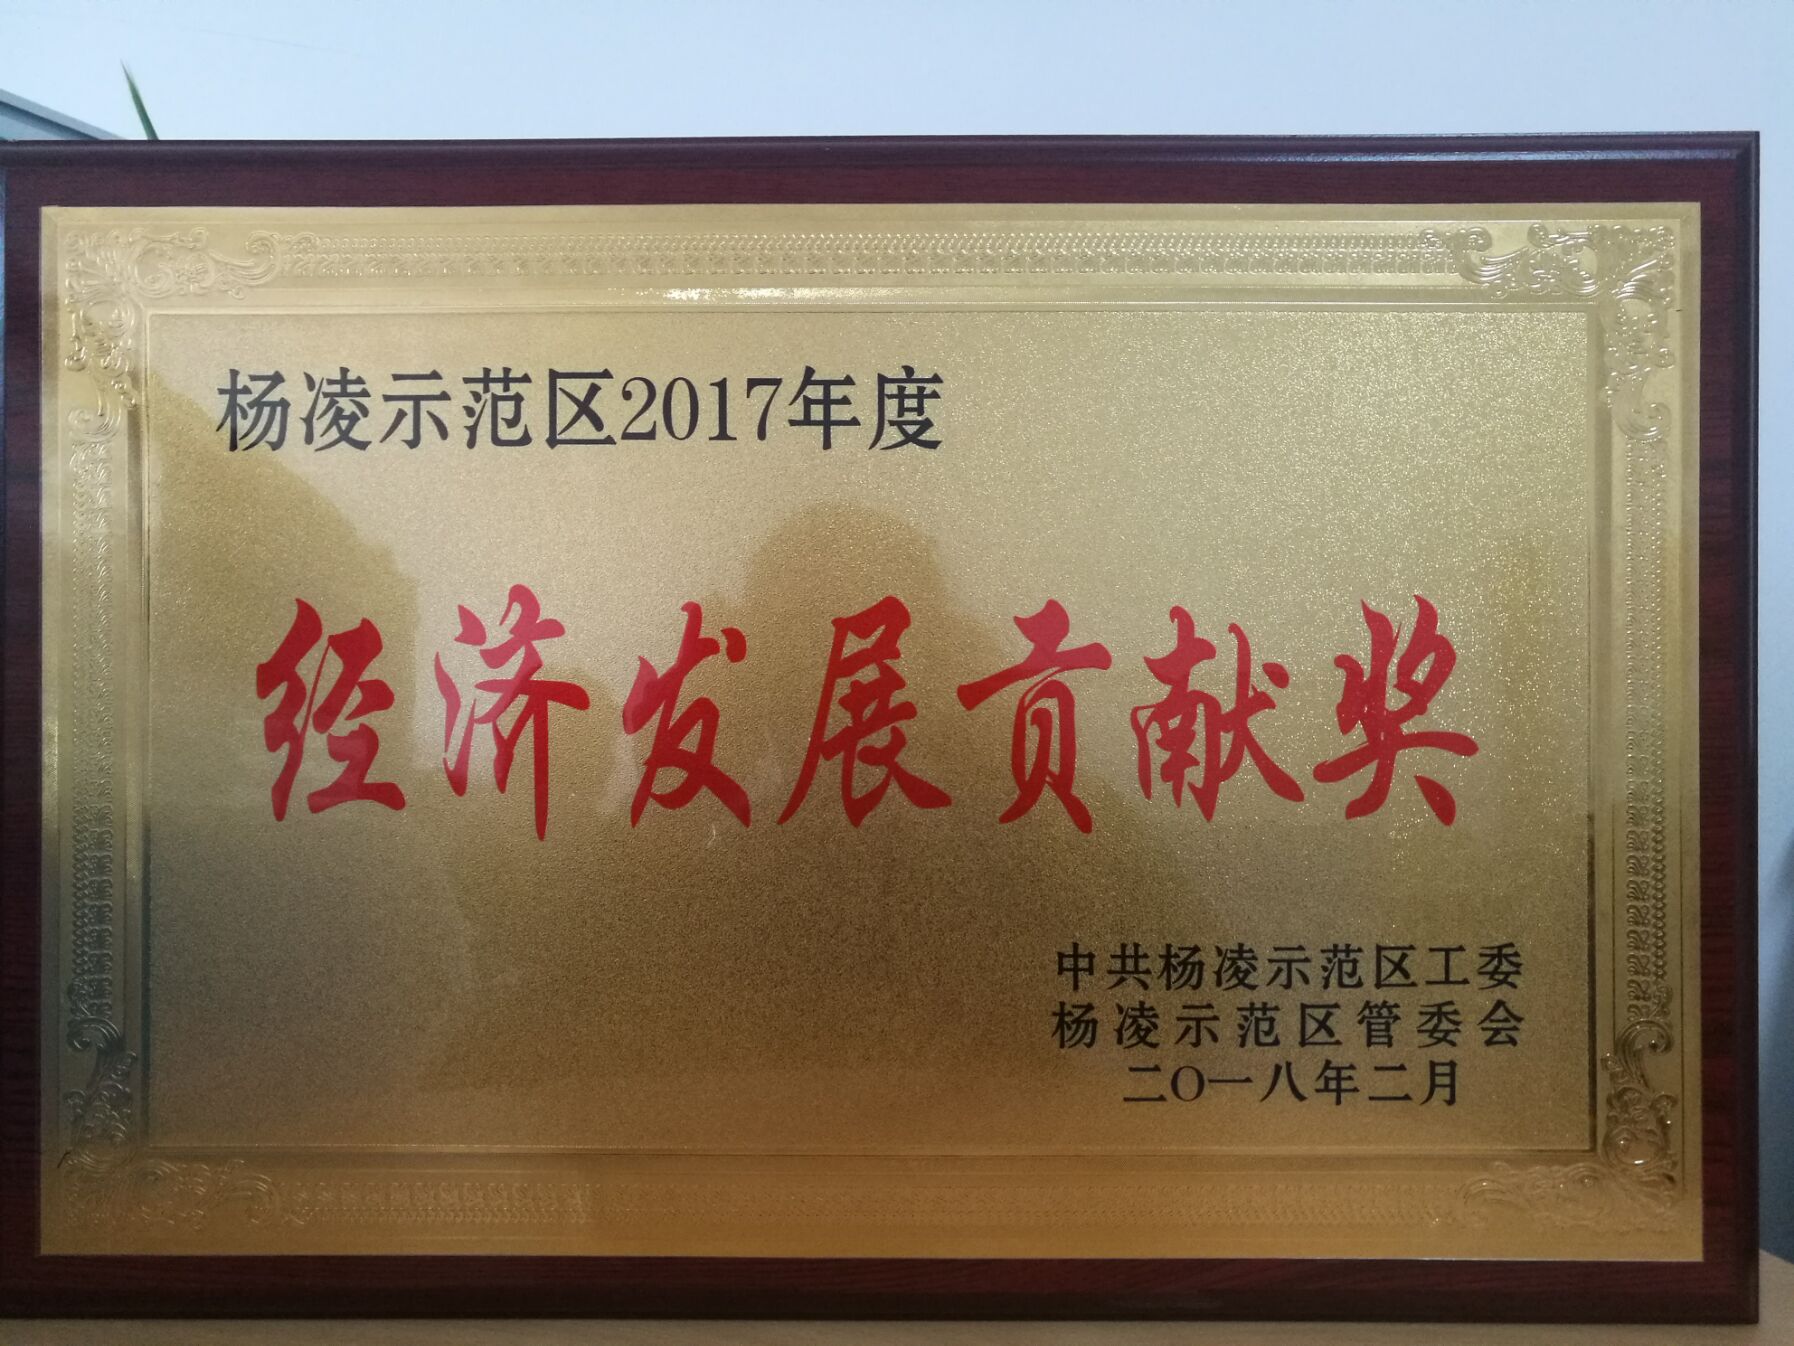 杨凌示范区2017年度
经济发展贡献奖
中共杨凌示范区工委
杨凌示范区管委会
二〇一八年二月